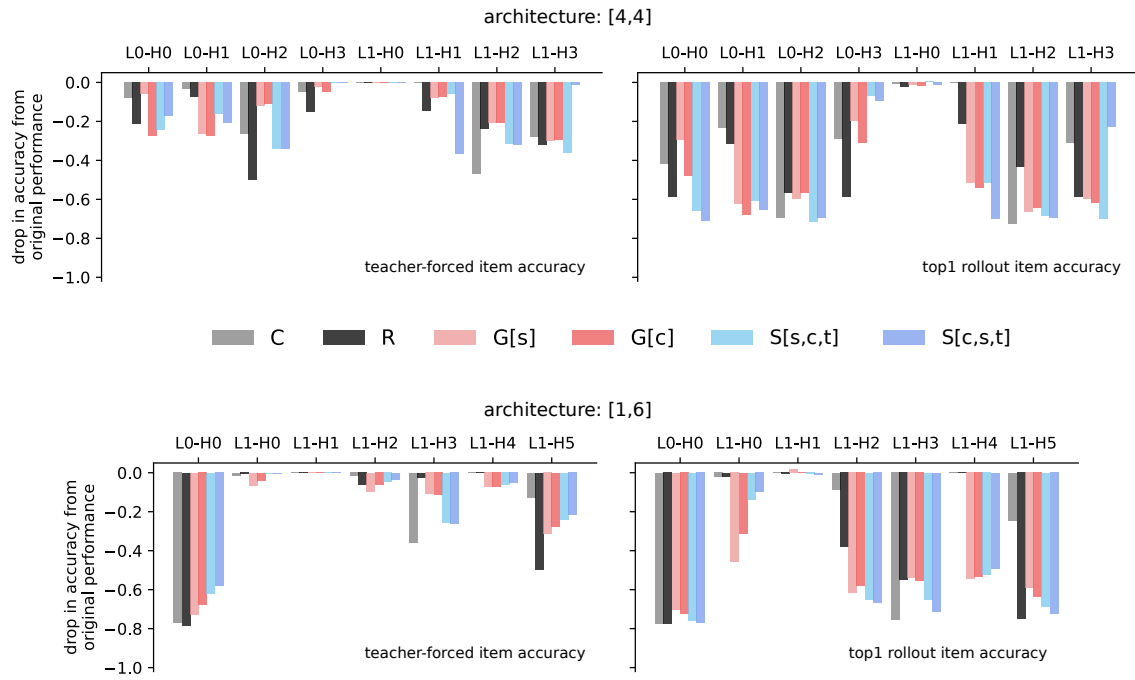 architecture: [4,4]
L0-H0 L0-H1 L0-H2 L0-H3 L1-H0 L1-H1 L1-H2 L1-H3
L0-H0 L0-H1 L0-H2 L0-H3 L1-H0 L1-H1 L1-H2 L1-H3
drop in accuracy from
original performance
0.0
−0.2
−0.4
−0.6
−0.8
−1.0
teacher-forced item accuracy
top1 rollout item accuracy
C R G[s] G[c] S[s,c,t] S[c,s,t]
architecture: [1,6]
L0-H0 L1-H0 L1-H1 L1-H2 L1-H3 L1-H4 L1-H5
L0-H0 L1-H0 L1-H1 L1-H2 L1-H3 L1-H4 L1-H5
drop in accuracy from
original performance
0.0
−0.2
−0.4
−0.6
−0.8
−1.0
teacher-forced item accuracy
top1 rollout item accuracy